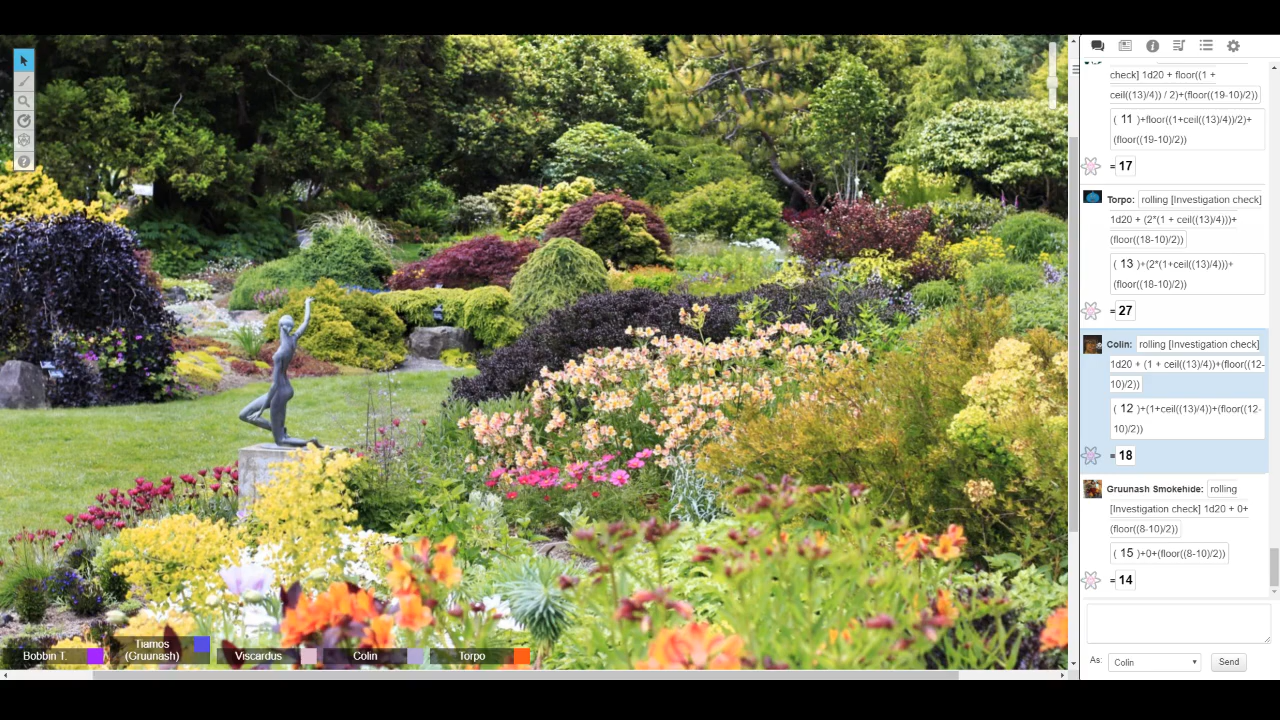 check] 1d20 + floor((1 +
ceil((13)/4)) / 2)+(floor((19-10)/2))
( 11 )+floor((1+ceil((13)/4))/2)+
(floor((19-10)/2))
=17
Torpo: rolling [Investigation check]
1d20 + (2*(1 + ceil((13)/4)))+
(floor((18-10)/2))
( 13 )+(2*(1+ceil((13)/4)))+
(floor((18-10)/2))
=27
Colin: rolling [Investigation check]
1d20 + (1 + ceil((13)/4))+(floor((12-
10)/2))
( 12 )+(1+ceil((13)/4))+(floor((12-
10)/2))
=18
Gruunash Smokehide: rolling
[Investigation check] 1d20 + 0+
(floor((8-10)/2))
( 15 )+0+(floor((8-10)/2))
=14
As: Colin Send
Bobbin T.
Tiamos
(Gruunash)
Viscardus
Colin
Torpo